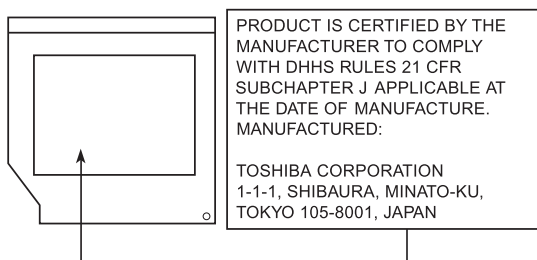 PRODUCT IS CERTIFIED BY THE
MANUFACTURER TO COMPLY
WITH DHHS RULES 21 CFR
SUBCHAPTER J APPLICABLE AT
THE DATE OF MANUFACTURE.
MANUFACTURED:
TOSHIBA CORPORATION
1-1-1, SHIBAURA, MINATO-KU,
TOKYO 105-8001, JAPAN